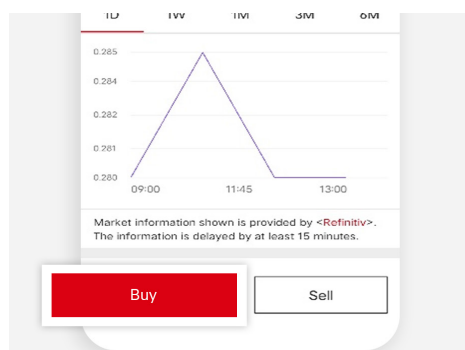 1D 1W 1M 3M 6M
0.285
0.284
0.282
0.281
0.280
09:00 11:45 13:00
Market information shown is provided by <Refinitiv>.
The information is delayed by at least 15 minutes.
Buy Sell